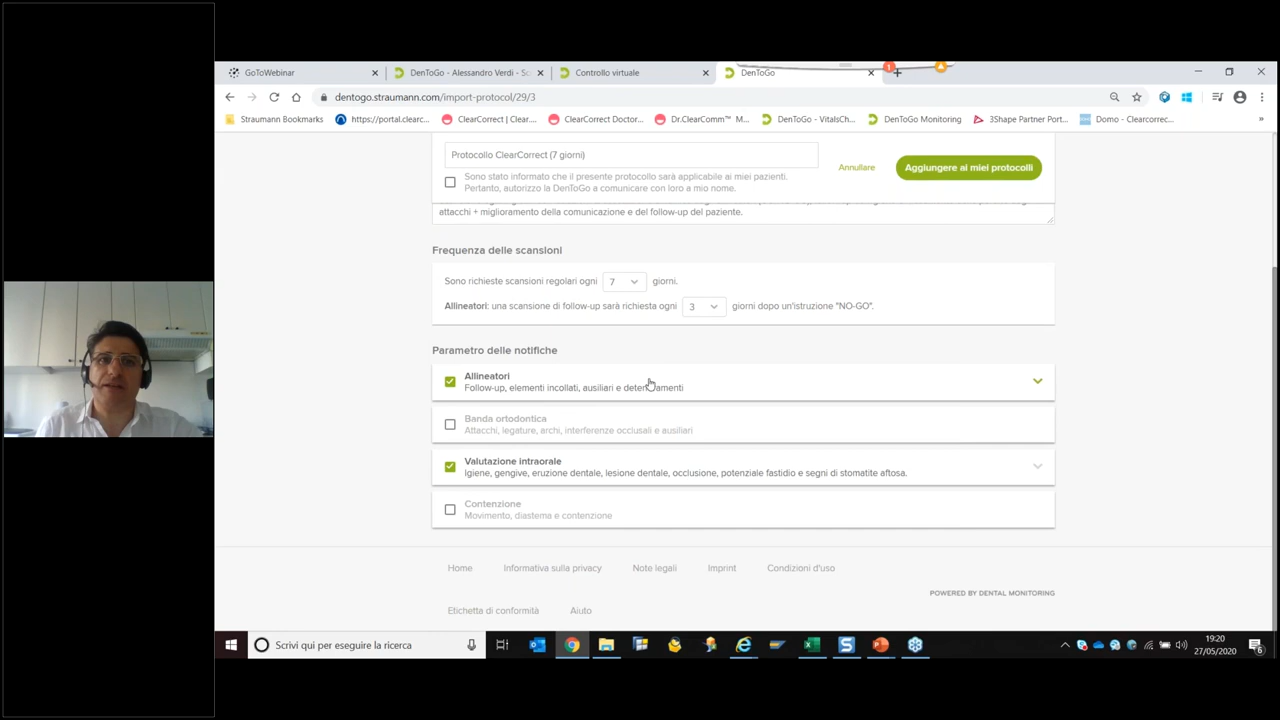 GoToWebinar
DenToGo - Alessandro Verdi - Sc
Controllo virtuale
DenToGo
1
dentogo.straumann.com/import-protocol/29/3
Straumann Bookmarks
https://portal.clearc...
ClearCorrect | Clear....
ClearCorrect Doctor...
Dr.ClearComm™ M...
DenToGo - VitalsCh...
DenToGo Monitoring
3Shape Partner Port...
Domo - Clearcorrec...
»
Protocollo ClearCorrect (7 giorni)
Annullare
Aggiungere ai miei protocolli
Sono stato informato che il presente protocollo sarà applicabile ai miei pazienti.
Pertanto, autorizzo la DenToGo a comunicare con loro a mio nome.
attacchi + miglioramento della comunicazione e del follow-up del paziente.
Frequenza delle scansioni
Sono richieste scansioni regolari ogni 7 giorni.
Allineatori: una scansione di follow-up sarà richiesta ogni 3 giorni dopo un'istruzione "NO-GO".
Parametro delle notifiche
Allineatori
Follow-up, elementi incollati, ausiliari e deterioramenti
Banda ortodontica
Attacchi, legature, archi, interferenze occlusali e ausiliari
Valutazione intraorale
Igiene, gengive, eruzione dentale, lesione dentale, occlusione, potenziale fastidio e segni di stomatite aftosa.
Contenzione
Movimento, diastema e contenzione
Home
Informativa sulla privacy
Note legali
Imprint
Condizioni d'uso
POWERED BY DENTAL MONITORING
Etichetta di conformità
Aiuto
Scrivi qui per eseguire la ricerca
19:20
27/05/2020
6